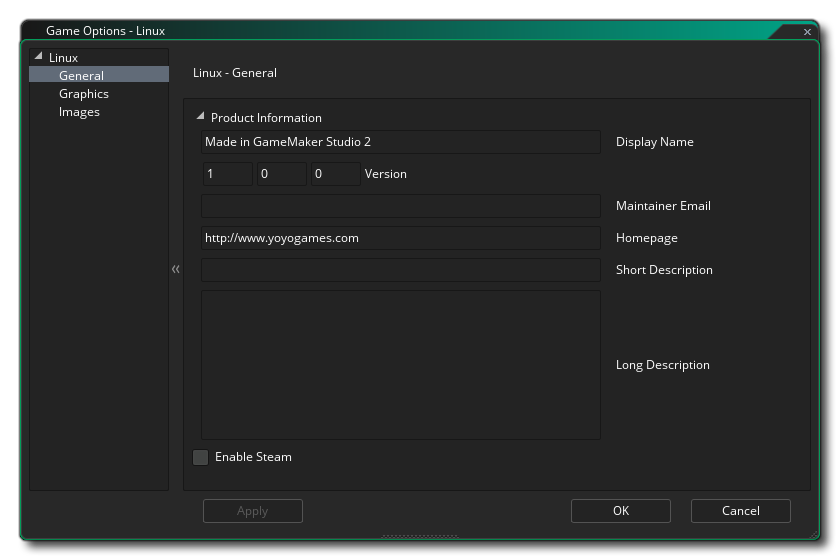 Game Options - Linux
Linux
General
Graphics
Images
Linux - General
Product Information
Made in GameMaker Studio 2 Display Name
1 0 0 Version
Maintainer Email
http://www.yoyogames.com Homepage
Short Description
Long Description
Enable Steam
Apply OK Cancel